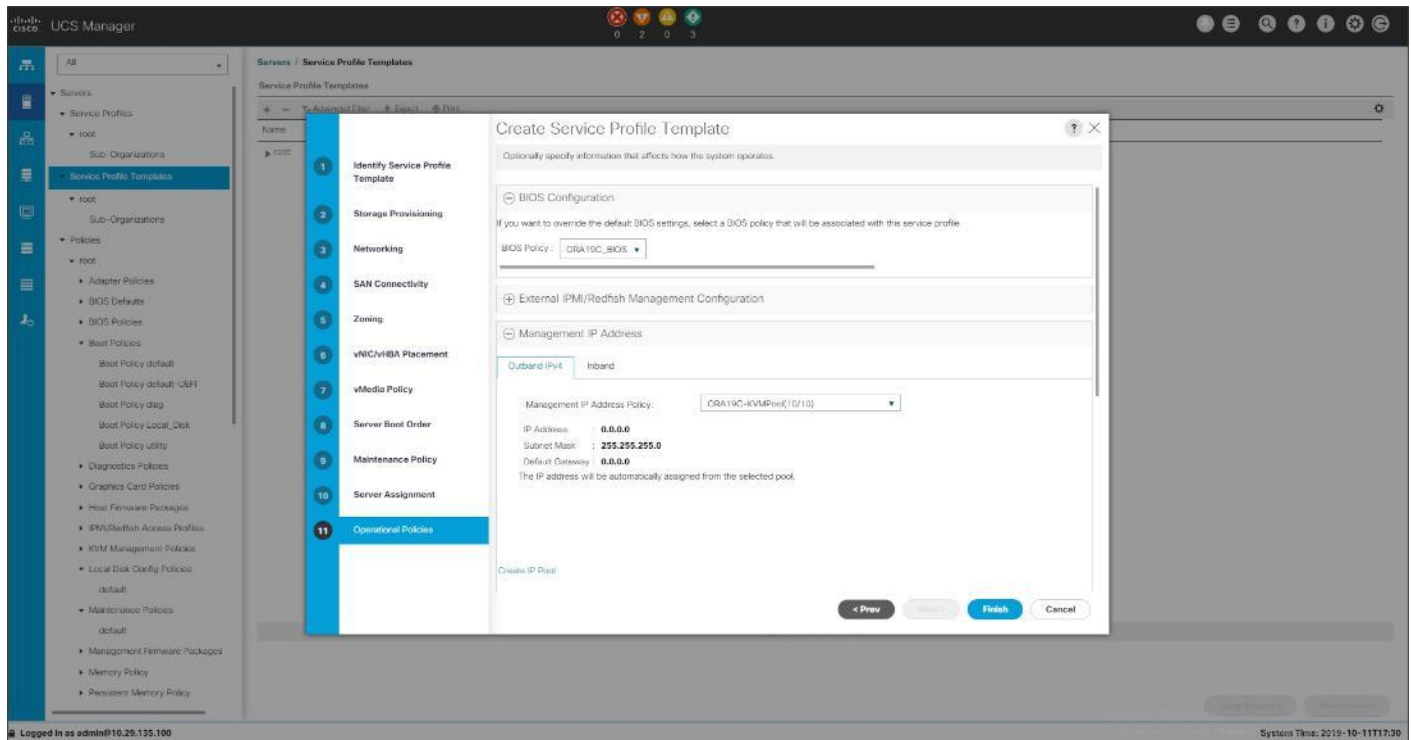 cisco UCS Manager
0 2 0 3
All
Servers
Service Profiles
root
Sub-Organizations
Service Profile Templates
root
Sub-Organizations
Policies
root
Adapter Policies
BIOS Defaults
BIOS Policies
Boot Policies
Boot Policy default
Boot Policy default-UEFI
Boot Policy diag
Boot Policy Local_Disk
Boot Policy utility
Diagnostics Policies
Graphics Card Policies
Host Firmware Packages
IPMI/Redfish Access Profiles
KVM Management Policies
Local Disk Config Policies
default
Maintenance Policies
default
Management Firmware Packages
Memory Policy
Persistent Memory Policy
Servers / Service Profile Templates
Service Profile Templates
+ − Advanced Filter Export Print
Name
root
1 Identify Service Profile Template
2 Storage Provisioning
3 Networking
4 SAN Connectivity
5 Zoning
6 vNIC/vHBA Placement
7 vMedia Policy
8 Server Boot Order
9 Maintenance Policy
10 Server Assignment
11 Operational Policies
Create Service Profile Template
? ×
Optionally specify information that affects how the system operates.
BIOS Configuration
If you want to override the default BIOS settings, select a BIOS policy that will be associated with this service profile
BIOS Policy : ORA19C_BIOS
External IPMI/Redfish Management Configuration
Management IP Address
Outband IPv4 Inband
Management IP Address Policy: ORA19C-KVMPool(10/10)
IP Address : 0.0.0.0
Subnet Mask : 255.255.255.0
Default Gateway : 0.0.0.0
The IP address will be automatically assigned from the selected pool.
Create IP Pool
< Prev Finish Cancel
Logged in as admin@10.29.135.100
System Time: 2019-10-11T17:30